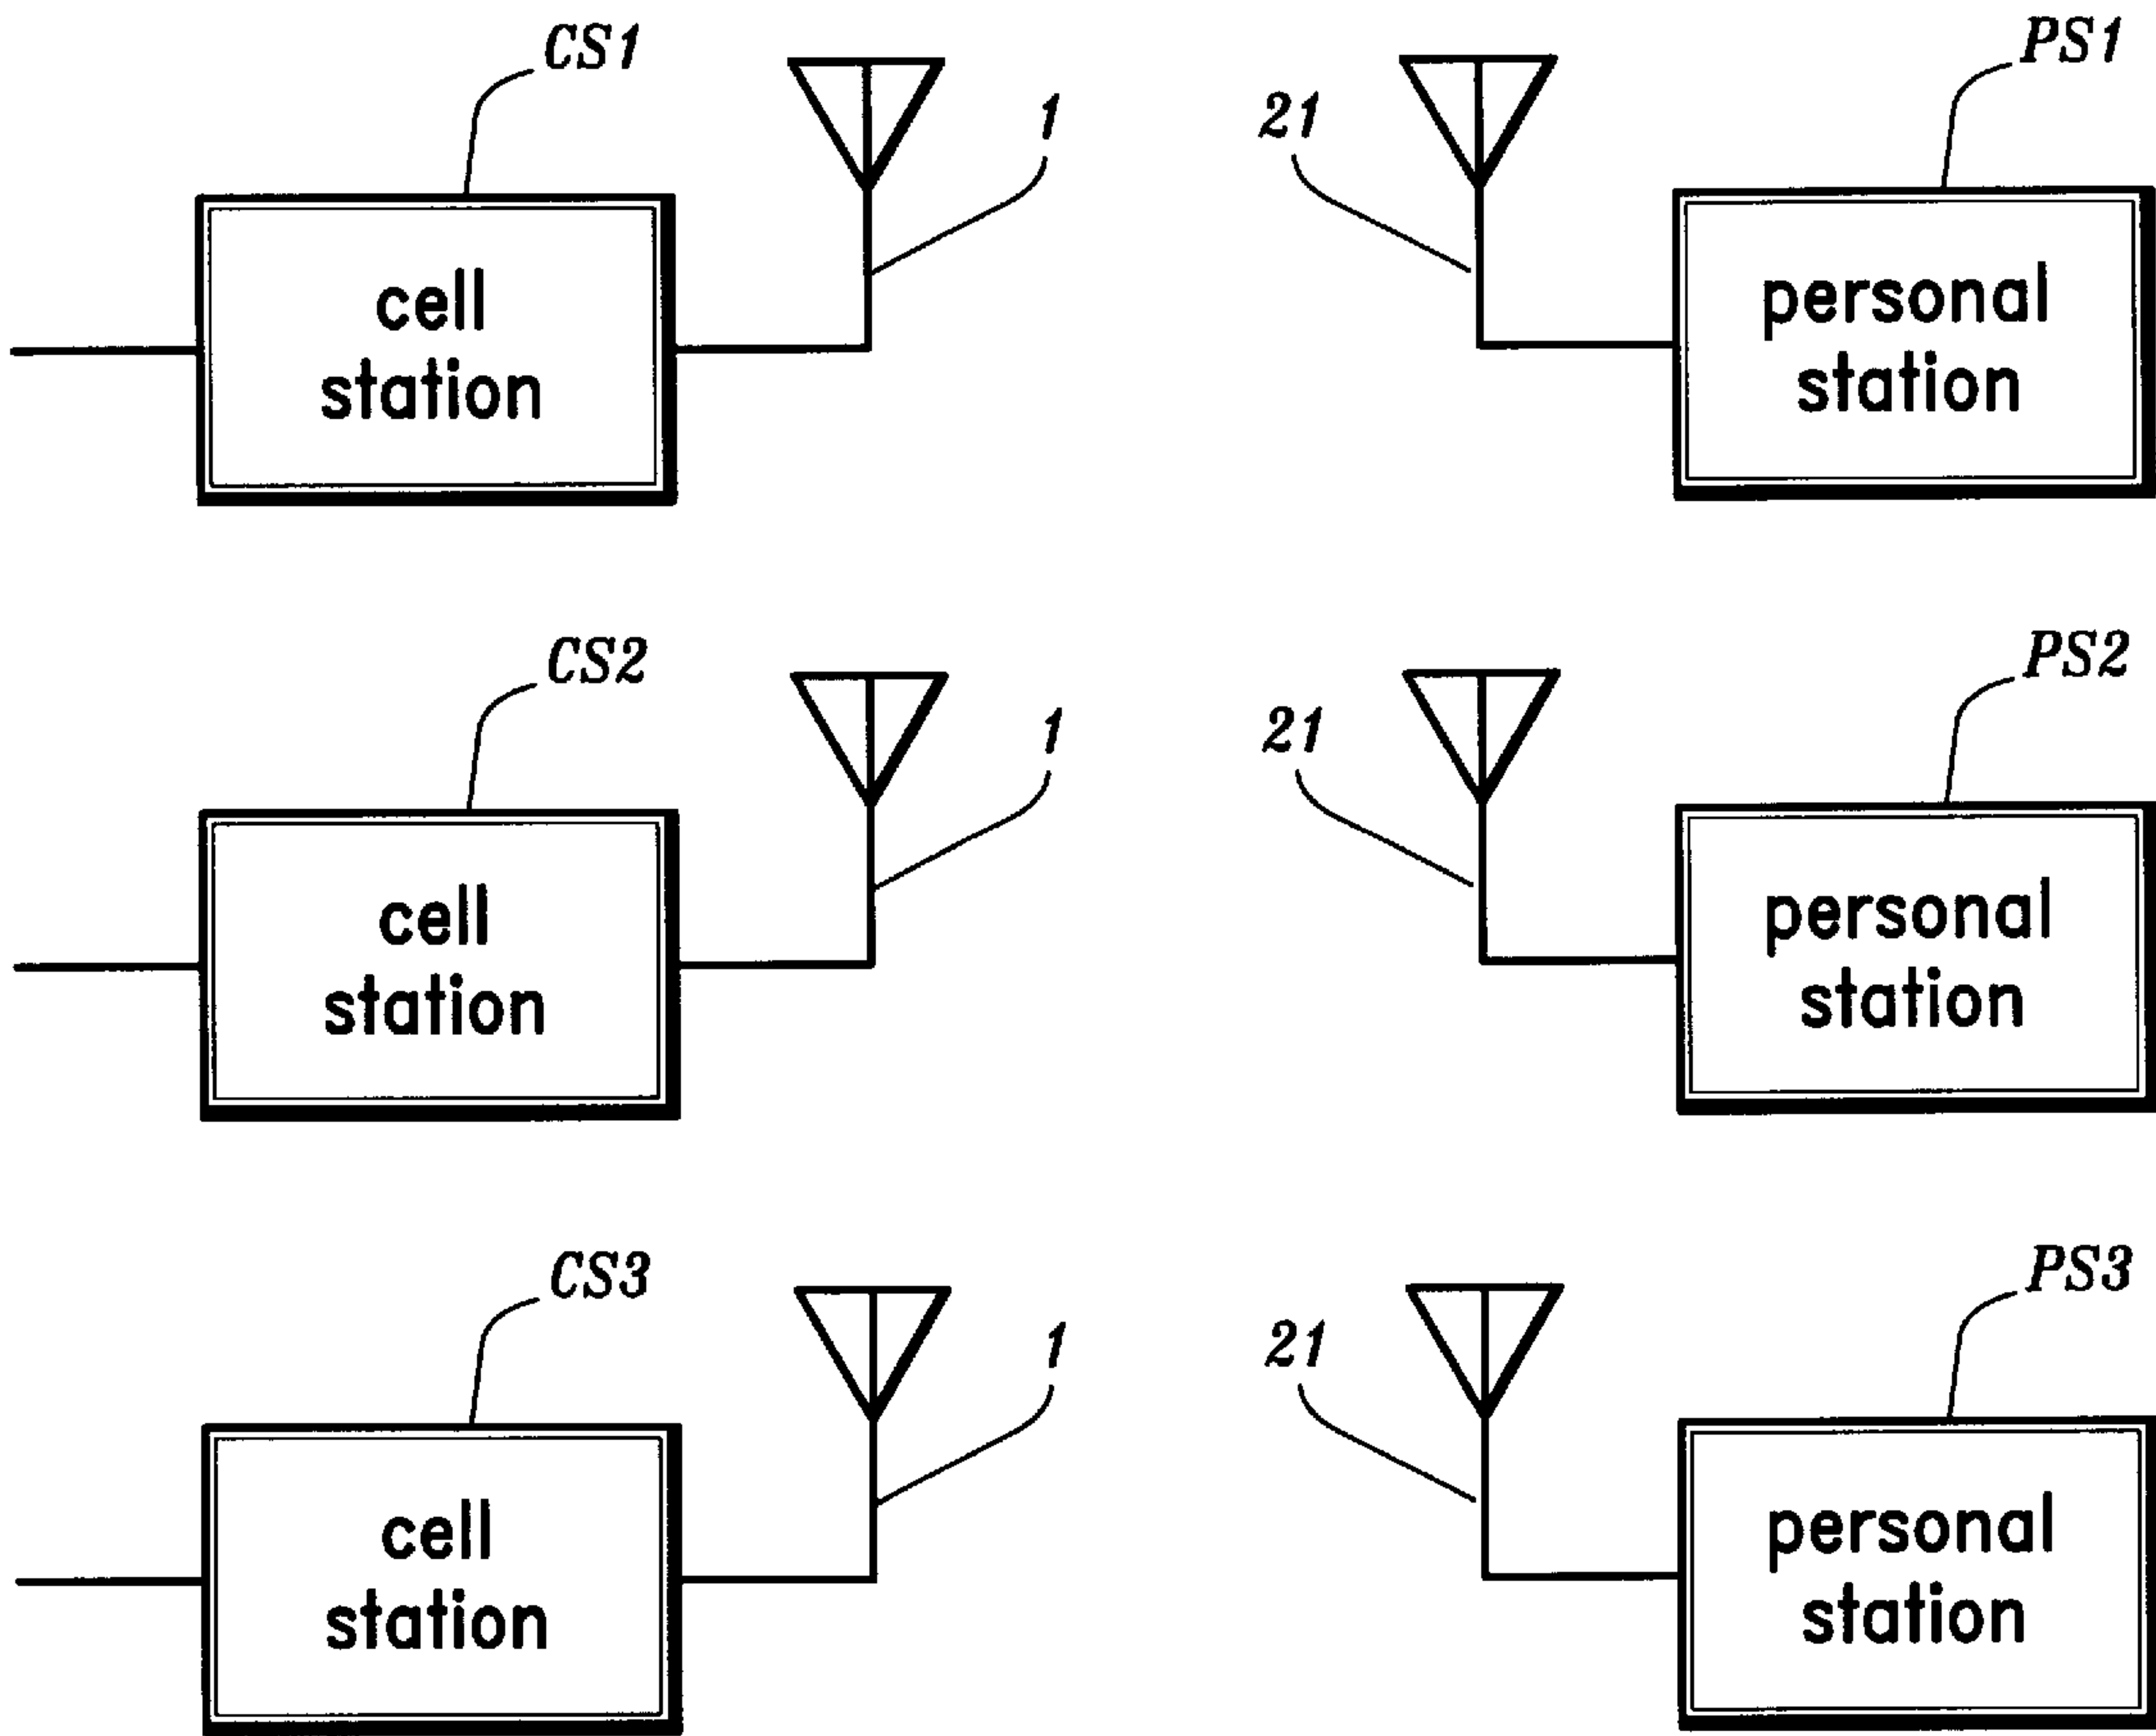 CS1
PS1
1
21
cell
station
personal
station
CS2
PS2
1
21
cell
station
personal
station
CS3
PS3
1
21
cell
station
personal
station